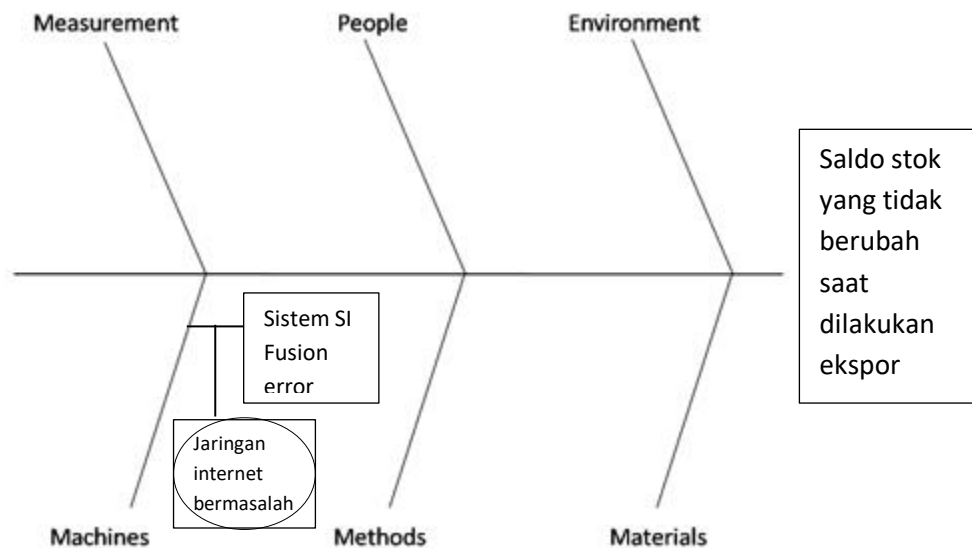 Measurement
People
Environment
Saldo stok
yang tidak
berubah
saat
dilakukan
ekspor
Sistem SI
Fusion
error
Jaringan
internet
bermasalah
Machines
Methods
Materials